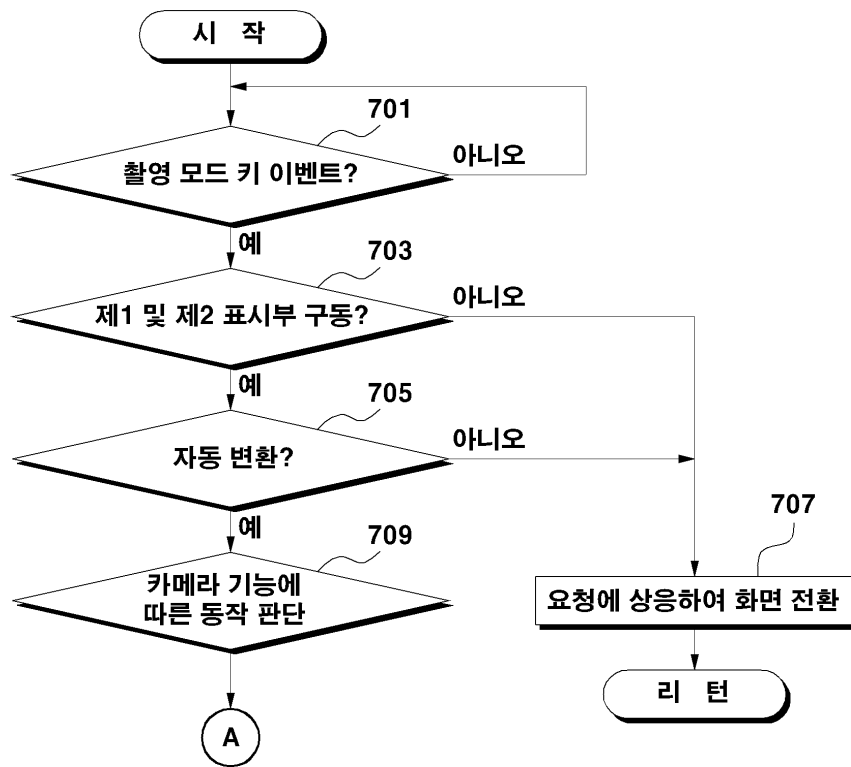 시 작
701
촬영 모드 키 이벤트?
아니오
예
703
제1 및 제2 표시부 구동?
아니오
예
705
자동 변환?
아니오
예
707
709
카메라 기능에
따른 동작 판단
요청에 상응하여 화면 전환
리 턴
A